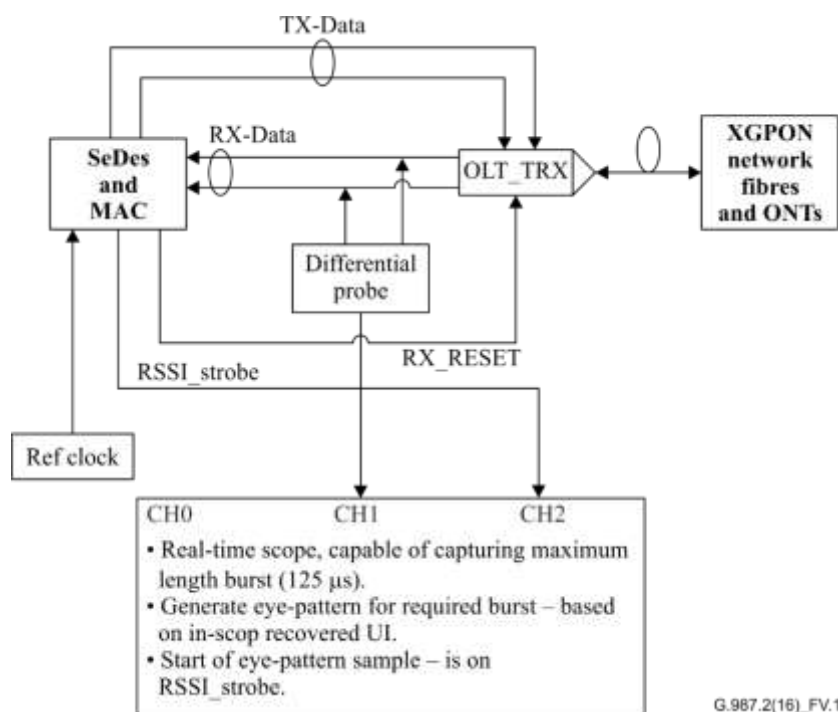 TX-Data
RX-Data
SeDes
and
MAC
OLT_TRX
XGPON
network
fibres
and ONTs
Differential
probe
RX_RESET
RSSI_strobe
Ref clock
CH0 CH1 CH2
• Real-time scope, capable of capturing maximum
length burst (125 μs).
• Generate eye-pattern for required burst – based
on in-scop recovered UI.
• Start of eye-pattern sample – is on
RSSI_strobe.
G.987.2(16)_FV.1